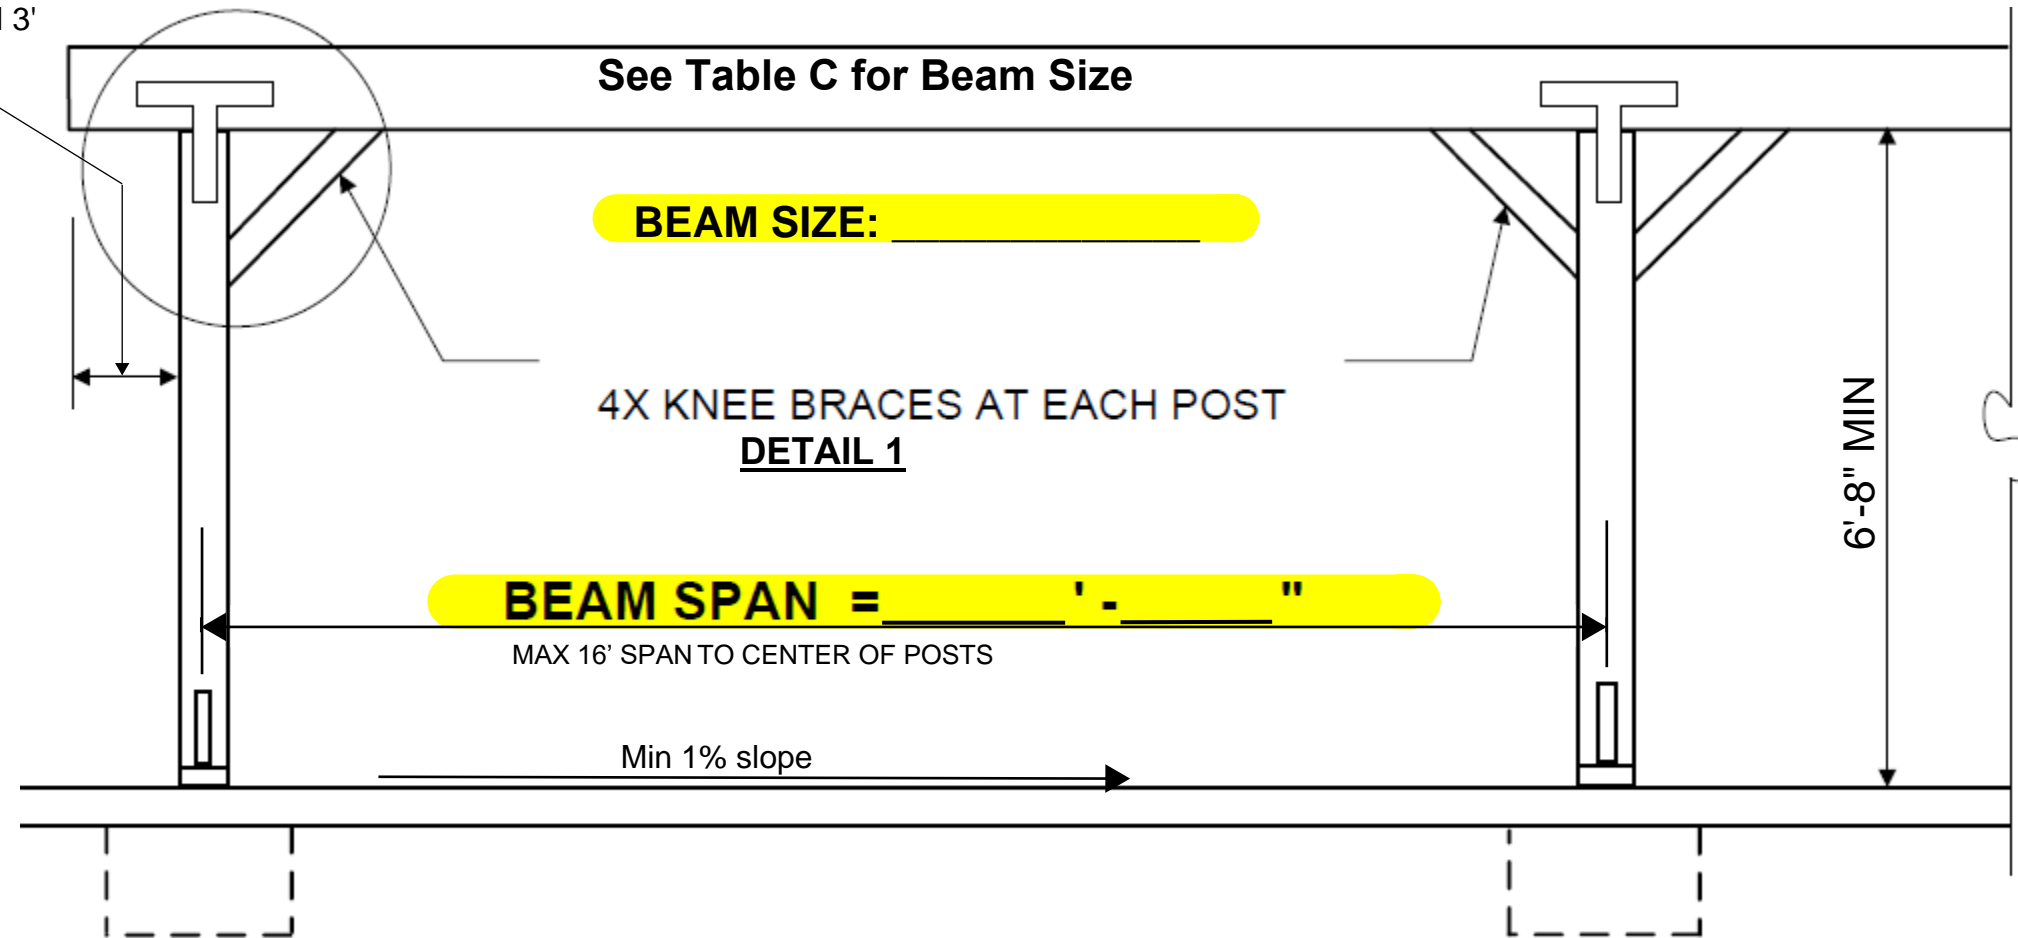 3'
See Table C for Beam Size
BEAM SIZE: _____________
4X KNEE BRACES AT EACH POST
DETAIL 1
6'-8" MIN
BEAM SPAN =______' -_____"
MAX 16’ SPAN TO CENTER OF POSTS
Min 1% slope